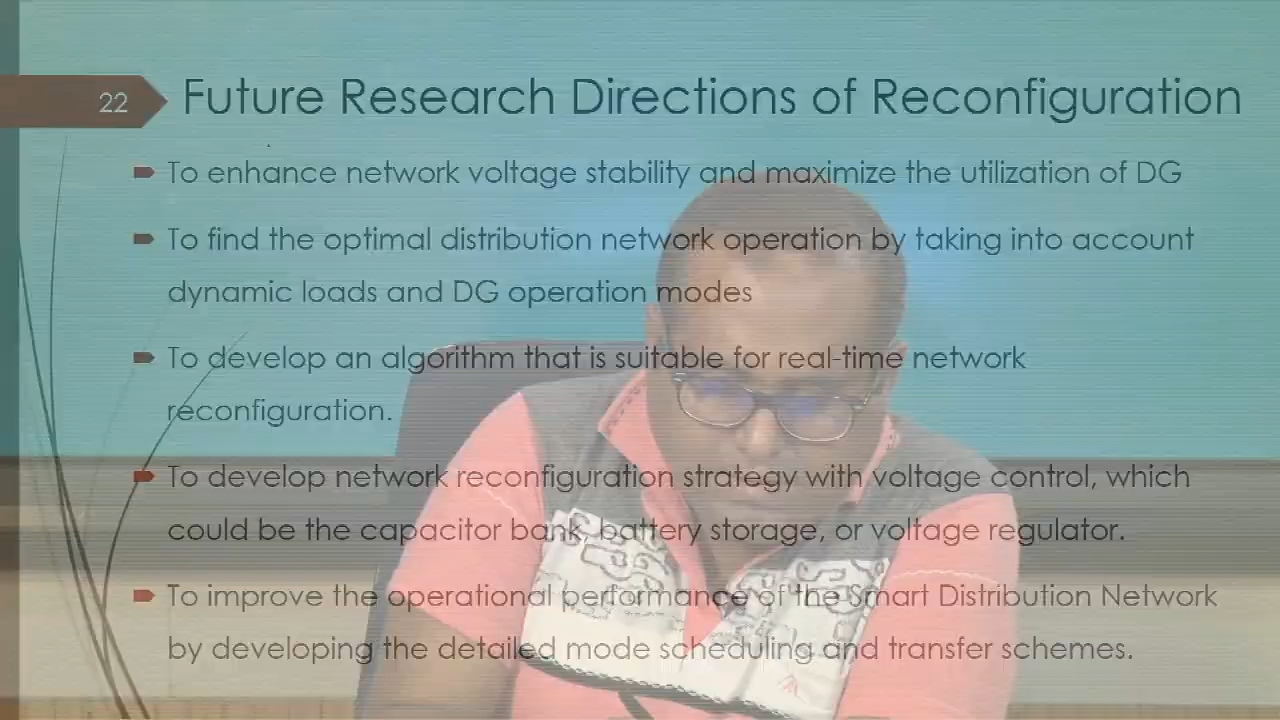 22
Future Research Directions of Reconfiguration
To enhance network voltage stability and maximize the utilization of DG
To find the optimal distribution network operation by taking into account
dynamic loads and DG operation modes
To develop an algorithm that is suitable for real-time network
reconfiguration.
To develop network reconfiguration strategy with voltage control, which
could be the capacitor bank, battery storage, or voltage regulator.
To improve the operational performance of the Smart Distribution Network
by developing the detailed mode scheduling and transfer schemes.